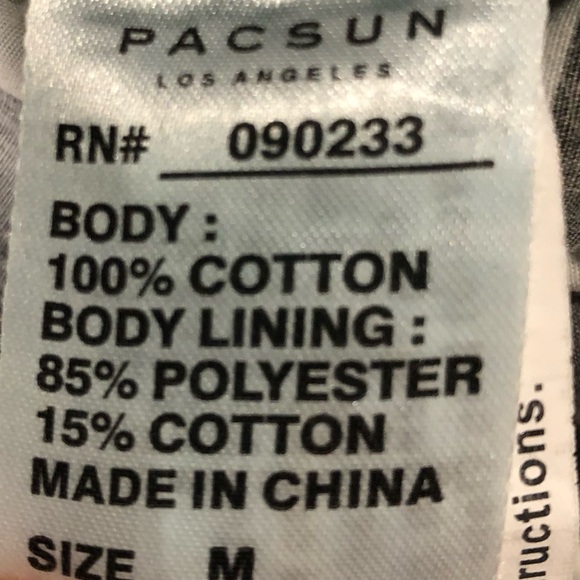 PACSUN
LOS ANGELES
RN# 090233
BODY :
100% COTTON
BODY LINING :
85% POLYESTER
15% COTTON
MADE IN CHINA
SIZE M
ructions.